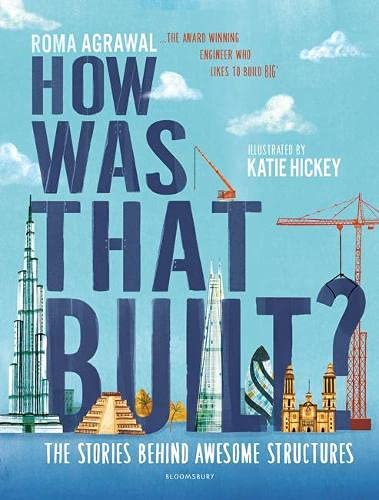 ROMA AGRAWAL
...THE AWARD WINNING
ENGINEER WHO
LIKES TO BUILD BIG'
HOW
WAS
THAT
BUILT?
ILLUSTRATED BY
KATIE HICKEY
THE STORIES BEHIND AWESOME STRUCTURES
BLOOMSBURY